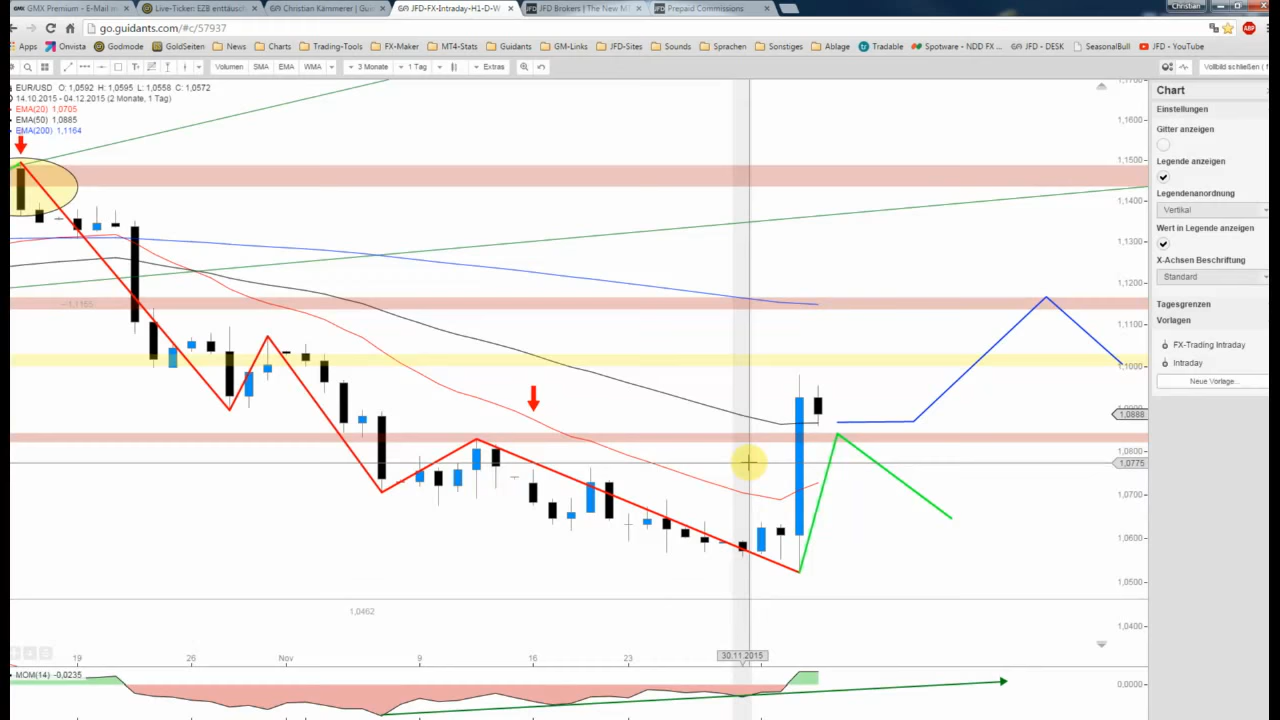 GMX Premium - E-Mail m
Live-Ticker: EZB enttäusch
Christian Kämmerer | Gui
JFD-FX-Intraday-H1-D-W
JFD Brokers | The New M
Prepaid Commissions
Christian
go.guidants.com/#c/57937
Apps
Onvista
Godmode
GoldSeiten
News
Charts
Trading-Tools
FX-Maker
MT4-Stats
Guidants
GM-Links
JFD-Sites
Sounds
Sprachen
Sonstiges
Ablage
Tradable
Spotware - NDD FX ...
JFD - DESK
SeasonalBull
JFD - YouTube
Volumen
SMA
EMA
WMA
3 Monate
1 Tag
Extras
Vollbild schließen (
EUR/USD O: 1,0592 H: 1,0595 L: 1,0558 C: 1,0572
14.10.2015 - 04.12.2015 (2 Monate, 1 Tag)
EMA(20) 1,0705
EMA(50) 1,0885
EMA(200) 1,1164
1,1600
1,1500
1,1400
1,1300
1,1200
1,1100
1,1000
1,0888
1,0800
1,0775
1,0700
1,0600
1,0500
1,0400
1,0462
19
26
Nov
9
16
23
30.11.2015
MOM(14) -0,0235
0,0000
Chart
Einstellungen
Gitter anzeigen
Legende anzeigen
Legendenanordnung
Vertikal
Wert in Legende anzeigen
X-Achsen Beschriftung
Standard
Tagesgrenzen
Vorlagen
FX-Trading Intraday
Intraday
Neue Vorlage...